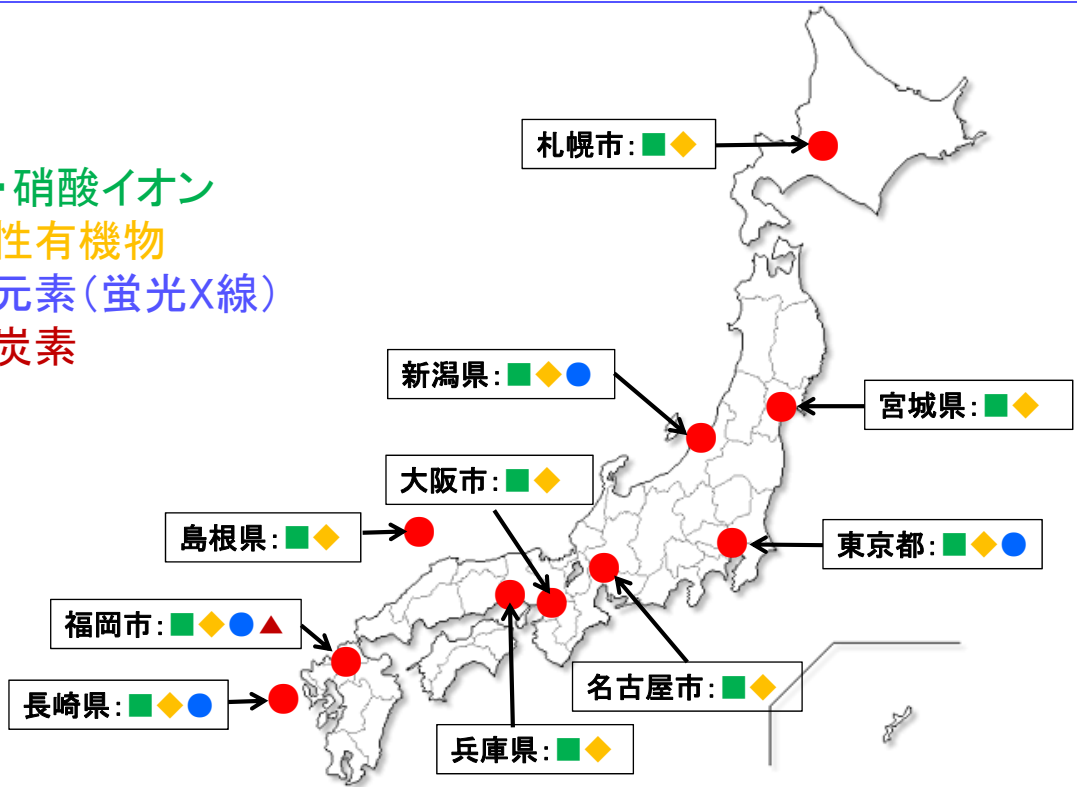 ・硝酸イオン
性有機物
元素（蛍光X線）
炭素
札幌市：■◆
新潟県：■◆●
宮城県：■◆
大阪市：■◆
島根県：■◆
東京都：■◆●
福岡市：■◆●▲
名古屋市：■◆
長崎県：■◆●
兵庫県：■◆